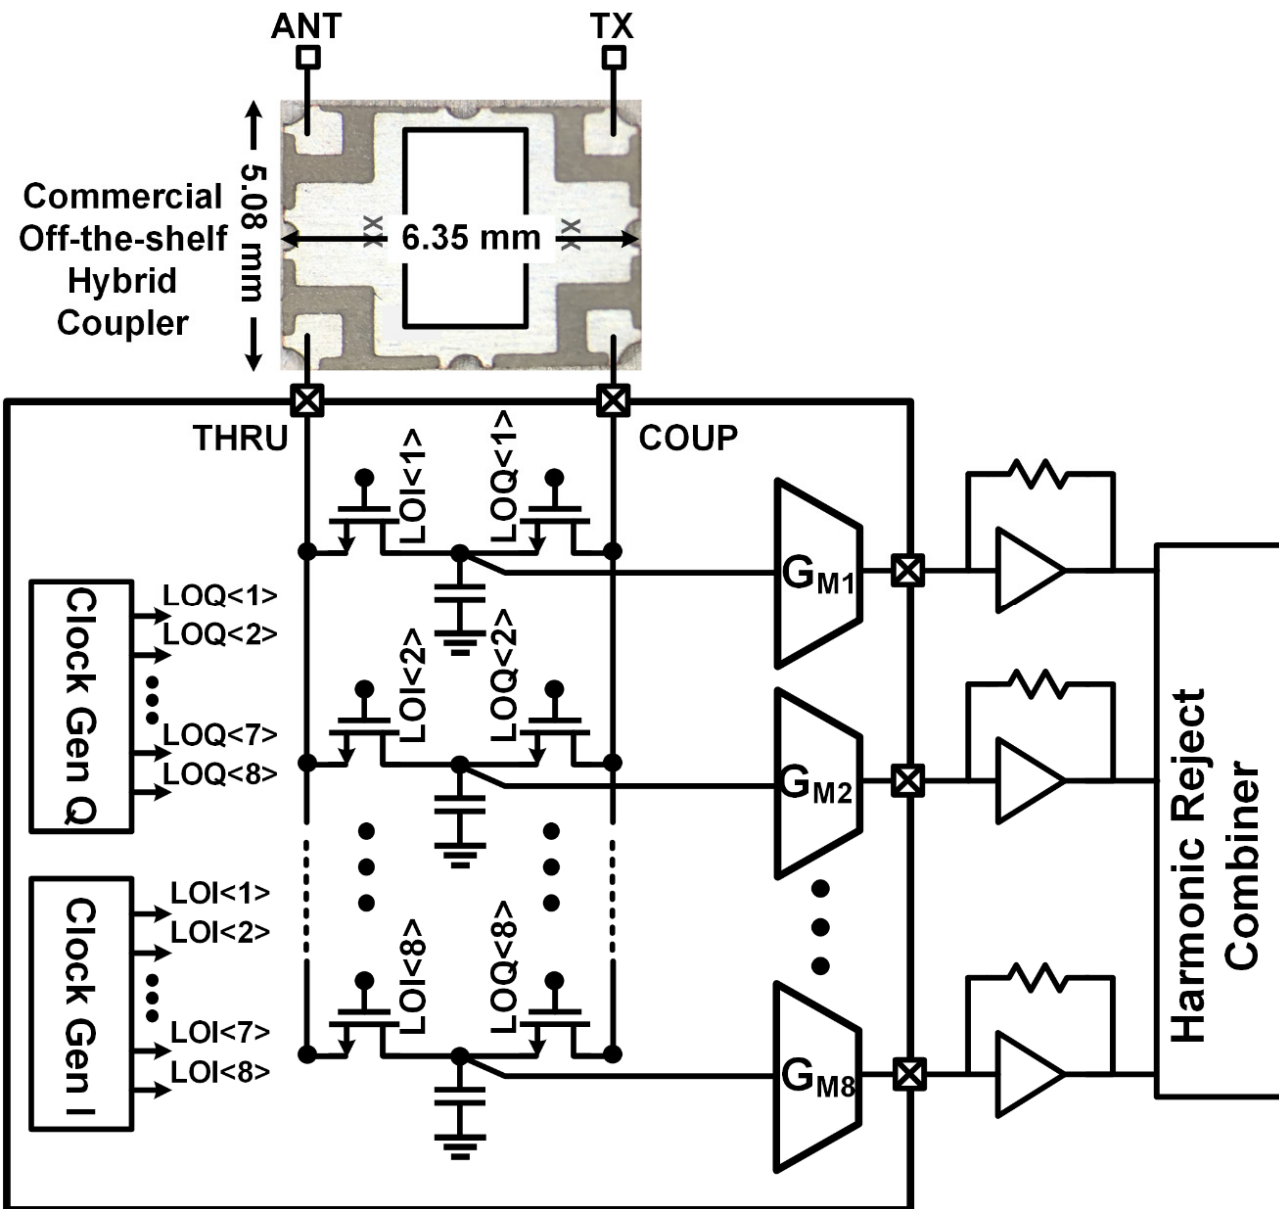 ANT
TX
Commercial
Off-the-shelf
Hybrid
Coupler
5.08 mm
XX
6.35 mm
XX
THRU
COUP
LOI<1>
LOQ<1>
GM1
Clock Gen Q
LOQ<1>
LOQ<2>
LOQ<7>
LOQ<8>
LOI<2>
LOQ<2>
GM2
Clock Gen I
LOI<1>
LOI<2>
LOI<7>
LOI<8>
LOI<8>
LOQ<8>
GM8
Harmonic Reject
Combiner